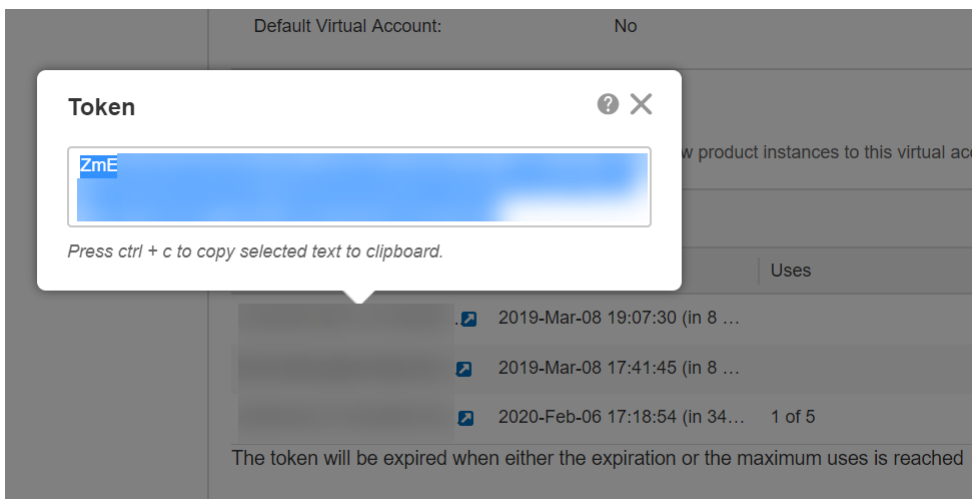 Default Virtual Account: No
Token
ZmE
w product instances to this virtual acc
Press ctrl + c to copy selected text to clipboard.
Uses
2019-Mar-08 19:07:30 (in 8 …
2019-Mar-08 17:41:45 (in 8 …
2020-Feb-06 17:18:54 (in 34… 1 of 5
The token will be expired when either the expiration or the maximum uses is reached